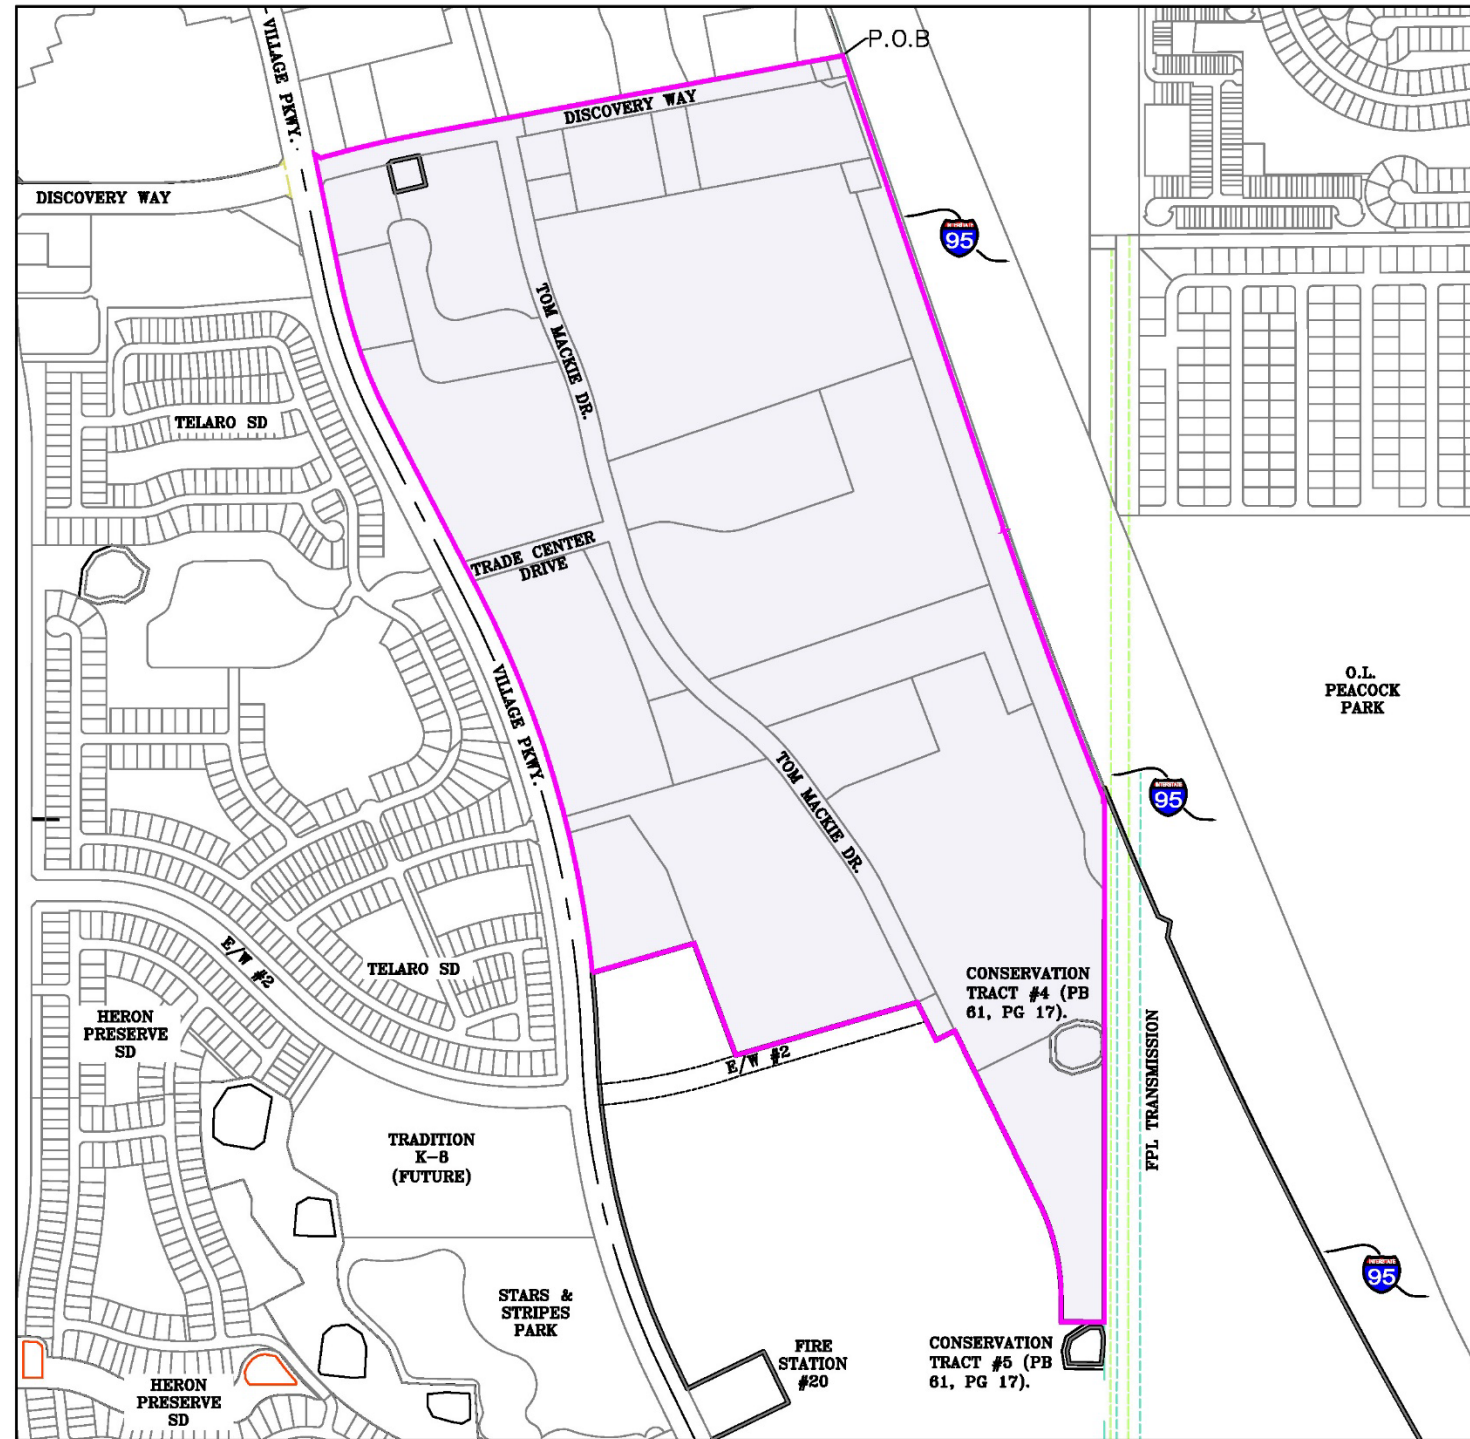 P.O.B
VILLAGE PKWY.
DISCOVERY WAY
DISCOVERY WAY
INTERSTATE
95
TOM MACKIE DR.
TELARO SD
TRADE CENTER
DRIVE
VILLAGE PKWY.
O.L.
PEACOCK
PARK
TOM MACKIE DR.
INTERSTATE
95
E/W #2
TELARO SD
CONSERVATION
TRACT #4 (PB
61, PG 17).
HERON
PRESERVE
SD
E/W #2
FPL TRANSMISSION
TRADITION
K-8
(FUTURE)
INTERSTATE
95
STARS &
STRIPES
PARK
FIRE
STATION
#20
CONSERVATION
TRACT #5 (PB
61, PG 17).
HERON
PRESERVE
SD